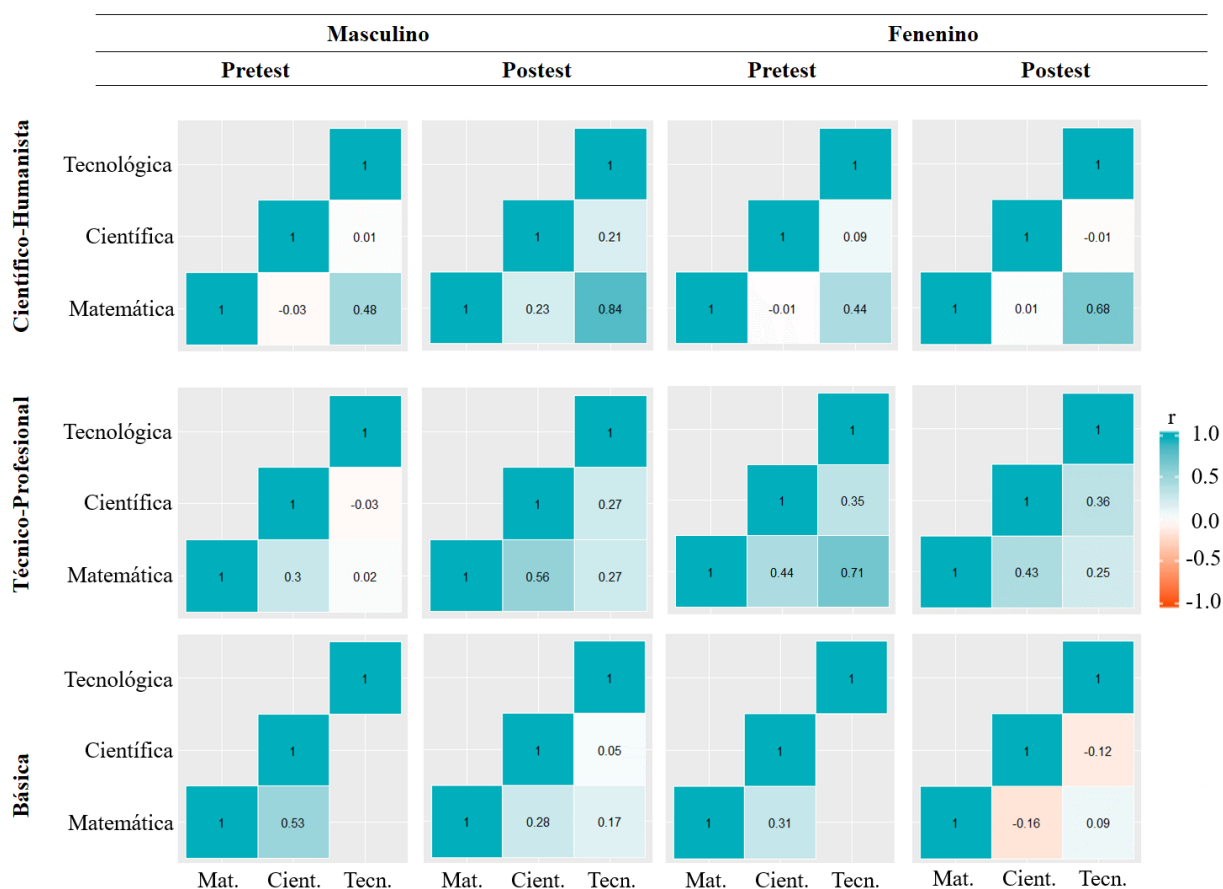 Masculino Fenenino
Pretest Postest Pretest Postest
Científico-Humanista
Tecnológica 1 1 1 1
Científica 1 0.01 1 0.21 1 0.09 1 -0.01
Matemática 1 -0.03 0.48 1 0.23 0.84 1 -0.01 0.44 1 0.01 0.68
Técnico-Profesional
Tecnológica 1 1 1 1
Científica 1 -0.03 1 0.27 1 0.35 1 0.36
Matemática 1 0.3 0.02 1 0.56 0.27 1 0.44 0.71 1 0.43 0.25
r
1.0
0.5
0.0
-0.5
-1.0
Básica
Tecnológica 1 1 1 1
Científica 1 1 0.05 1 1 -0.12
Matemática 1 0.53 1 0.28 0.17 1 0.31 1 -0.16 0.09
Mat. Cient. Tecn. Mat. Cient. Tecn. Mat. Cient. Tecn. Mat. Cient. Tecn.